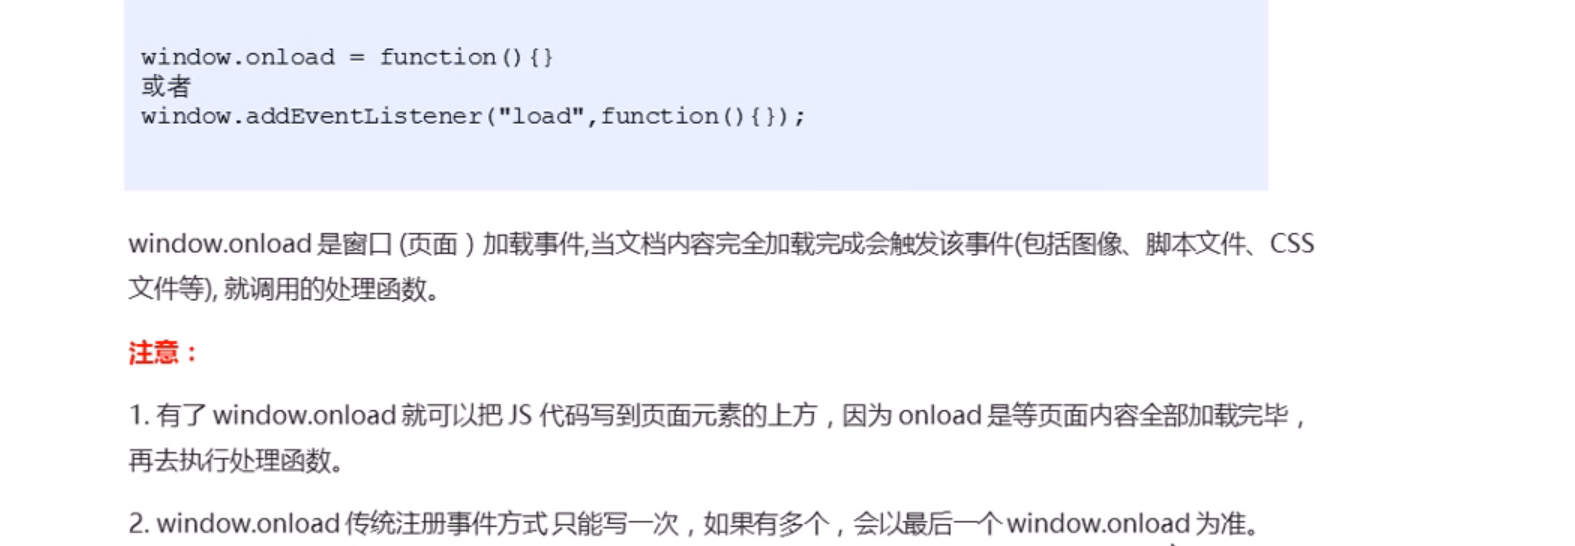 window.onload = function(){}
或者
window.addEventListener("load",function(){});
window.onload 是窗口 (页面）加载事件,当文档内容完全加载完成会触发该事件(包括图像、脚本文件、CSS
文件等), 就调用的处理函数。
注意：
1. 有了 window.onload 就可以把 JS 代码写到页面元素的上方，因为 onload 是等页面内容全部加载完毕，
再去执行处理函数。
2. window.onload 传统注册事件方式 只能写一次，如果有多个，会以最后一个 window.onload 为准。